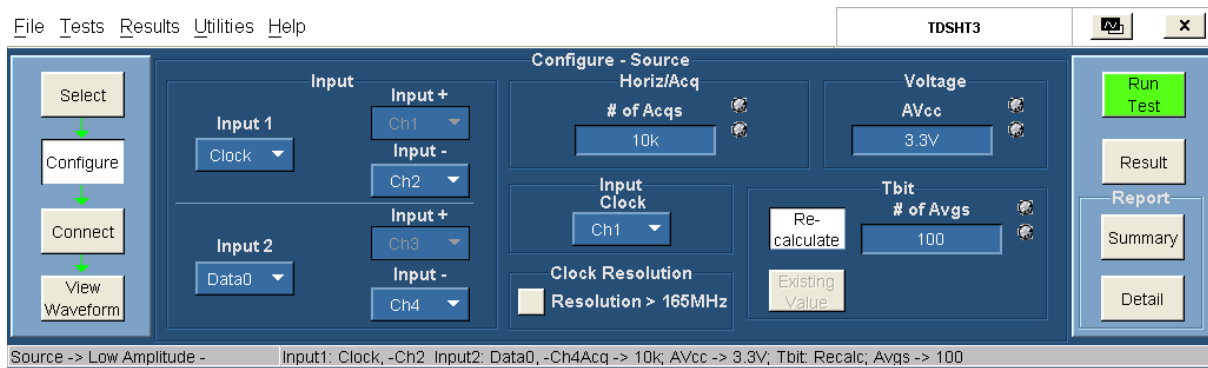 File Tests Results Utilities Help
TDSHT3
x
Select
Configure
Connect
View
Waveform
Configure - Source
Input
Input 1
Clock
Input +
Ch1
Input -
Ch2
Input 2
Data0
Input +
Ch3
Input -
Ch4
Horiz/Acq
# of Acqs
10k
Input
Clock
Ch1
Clock Resolution
Resolution > 165MHz
Voltage
AVcc
3.3V
Tbit
Re-
calculate
Existing
Value
# of Avgs
100
Run
Test
Result
Report
Summary
Detail
Source -> Low Amplitude - Input1: Clock, -Ch2 Input2: Data0, -Ch4Acq -> 10k; AVcc -> 3.3V; Tbit: Recalc; Avgs -> 100